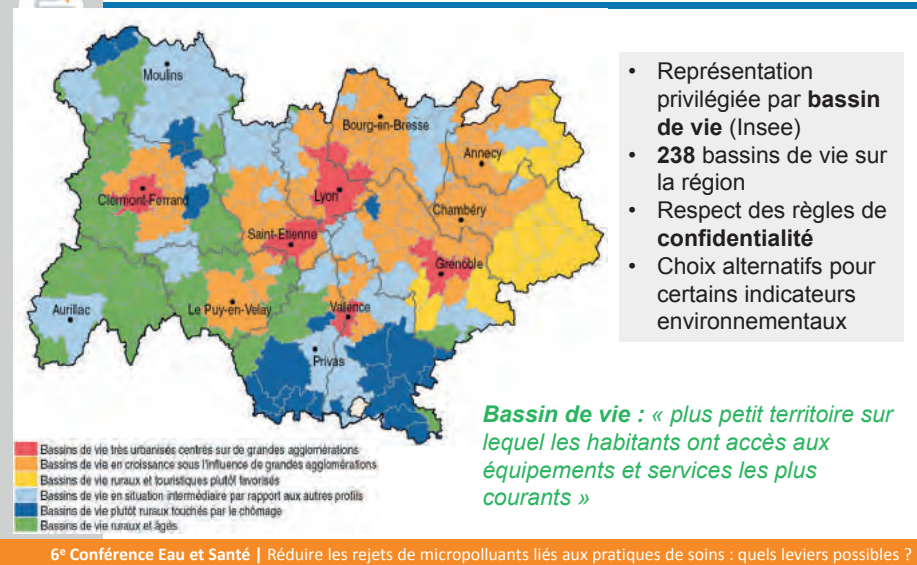 Moulins
Bourg-en-Bresse
Annecy
Clermont-Ferrand
Lyon
Chambéry
Saint-Etienne
Grenoble
Aurillac
Le Puy-en-Velay
Valence
Privas
• Représentation
privilégiée par bassin
de vie (Insee)
• 238 bassins de vie sur
la région
• Respect des règles de
confidentialité
• Choix alternatifs pour
certains indicateurs
environnementaux
Bassin de vie : « plus petit territoire sur
lequel les habitants ont accès aux
équipements et services les plus
courants »
Bassins de vie très urbanisés centrés sur de grandes agglomérations
Bassins de vie en croissance sous l'influence de grandes agglomérations
Bassins de vie ruraux et touristiques plutôt favorisés
Bassins de vie en situation intermédiaire par rapport aux autres profils
Bassins de vie plutôt ruraux touchés par le chômage
Bassins de vie ruraux et âgés
6e Conférence Eau et Santé | Réduire les rejets de micropolluants liés aux pratiques de soins : quels leviers possibles ?